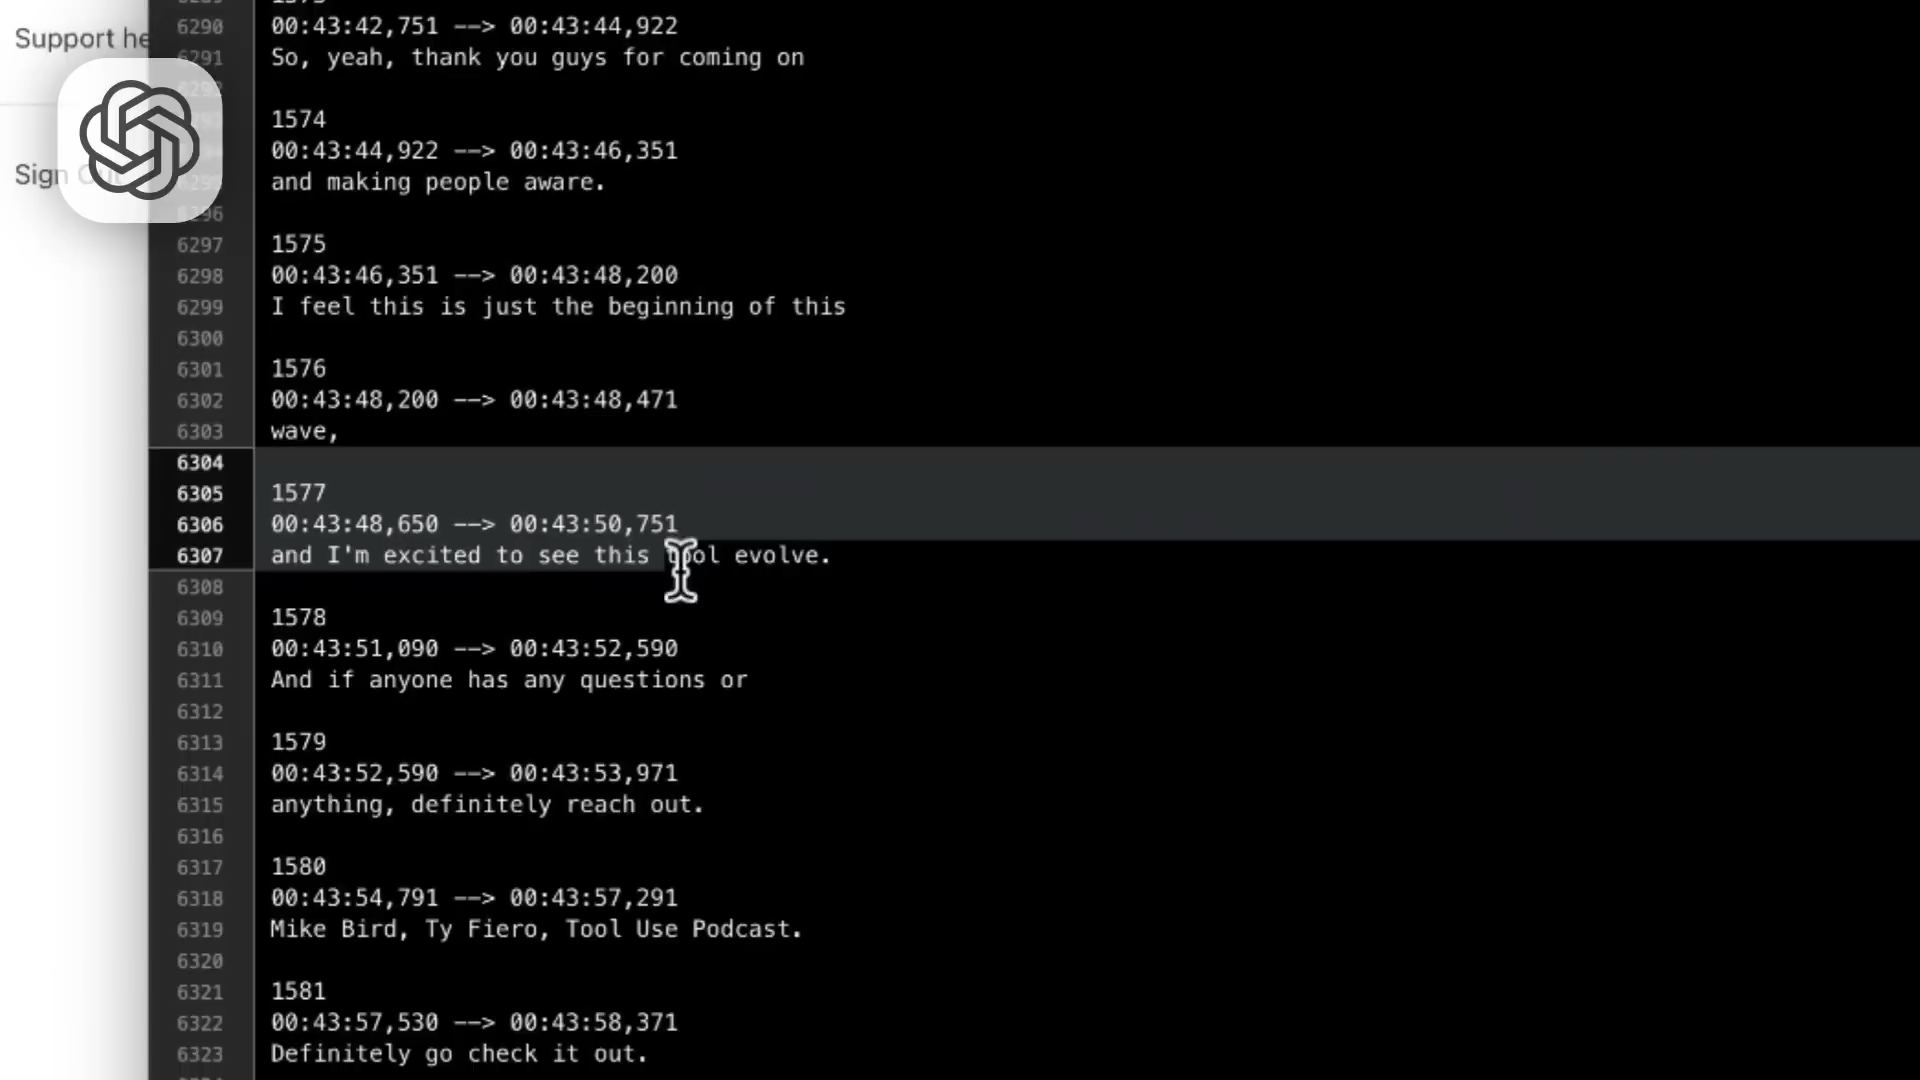 Support he
Sign Out
6290 00:43:42,751 --> 00:43:44,922
6291 So, yeah, thank you guys for coming on
6292
1574
00:43:44,922 --> 00:43:46,351
and making people aware.
6296
6297 1575
6298 00:43:46,351 --> 00:43:48,200
6299 I feel this is just the beginning of this
6300
6301 1576
6302 00:43:48,200 --> 00:43:48,471
6303 wave,
6304
6305 1577
6306 00:43:48,650 --> 00:43:50,751
6307 and I'm excited to see this tool evolve.
6308
6309 1578
6310 00:43:51,090 --> 00:43:52,590
6311 And if anyone has any questions or
6312
6313 1579
6314 00:43:52,590 --> 00:43:53,971
6315 anything, definitely reach out.
6316
6317 1580
6318 00:43:54,791 --> 00:43:57,291
6319 Mike Bird, Ty Fiero, Tool Use Podcast.
6320
6321 1581
6322 00:43:57,530 --> 00:43:58,371
6323 Definitely go check it out.